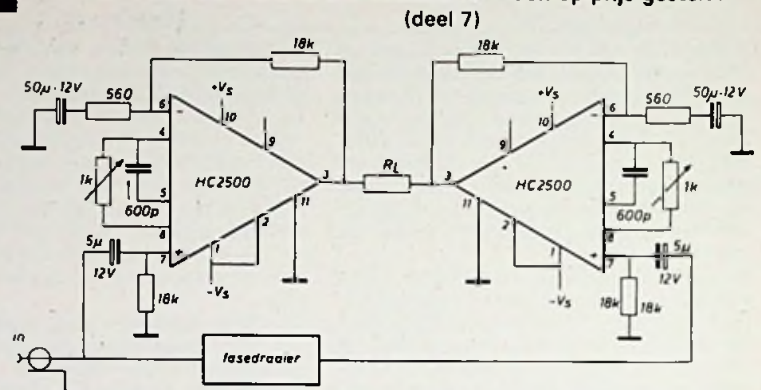 (deel 7)
18k
18k
50µ-12V
560
+Vs
+Vs
560
50µ-12V
6
-
10
10
-
6
4
9
9
4
1k
HC2500
3
RL
3
HC2500
1k
600p
5
11
11
5
600p
8
2
2
8
5µ
12V
+
7
1
1
+
7
5µ
12V
-Vs
-Vs
18k
18k
18k
fasedraaier